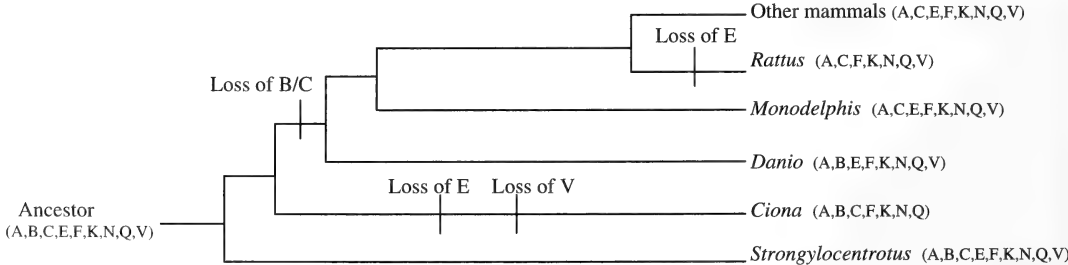 Other mammals (A,C,E,F,K,N,Q,V)
Loss of E
Rattus (A,C,F,K,N,Q,V)
Loss of B/C
Monodelphis (A,C,E,F,K,N,Q,V)
Danio (A,B,E,F,K,N,Q,V)
Loss of E Loss of V
Ancestor
(A,B,C,E,F,K,N,Q,V)
Ciona (A,B,C,F,K,N,Q)
Strongylocentrotus (A,B,C,E,F,K,N,Q,V)